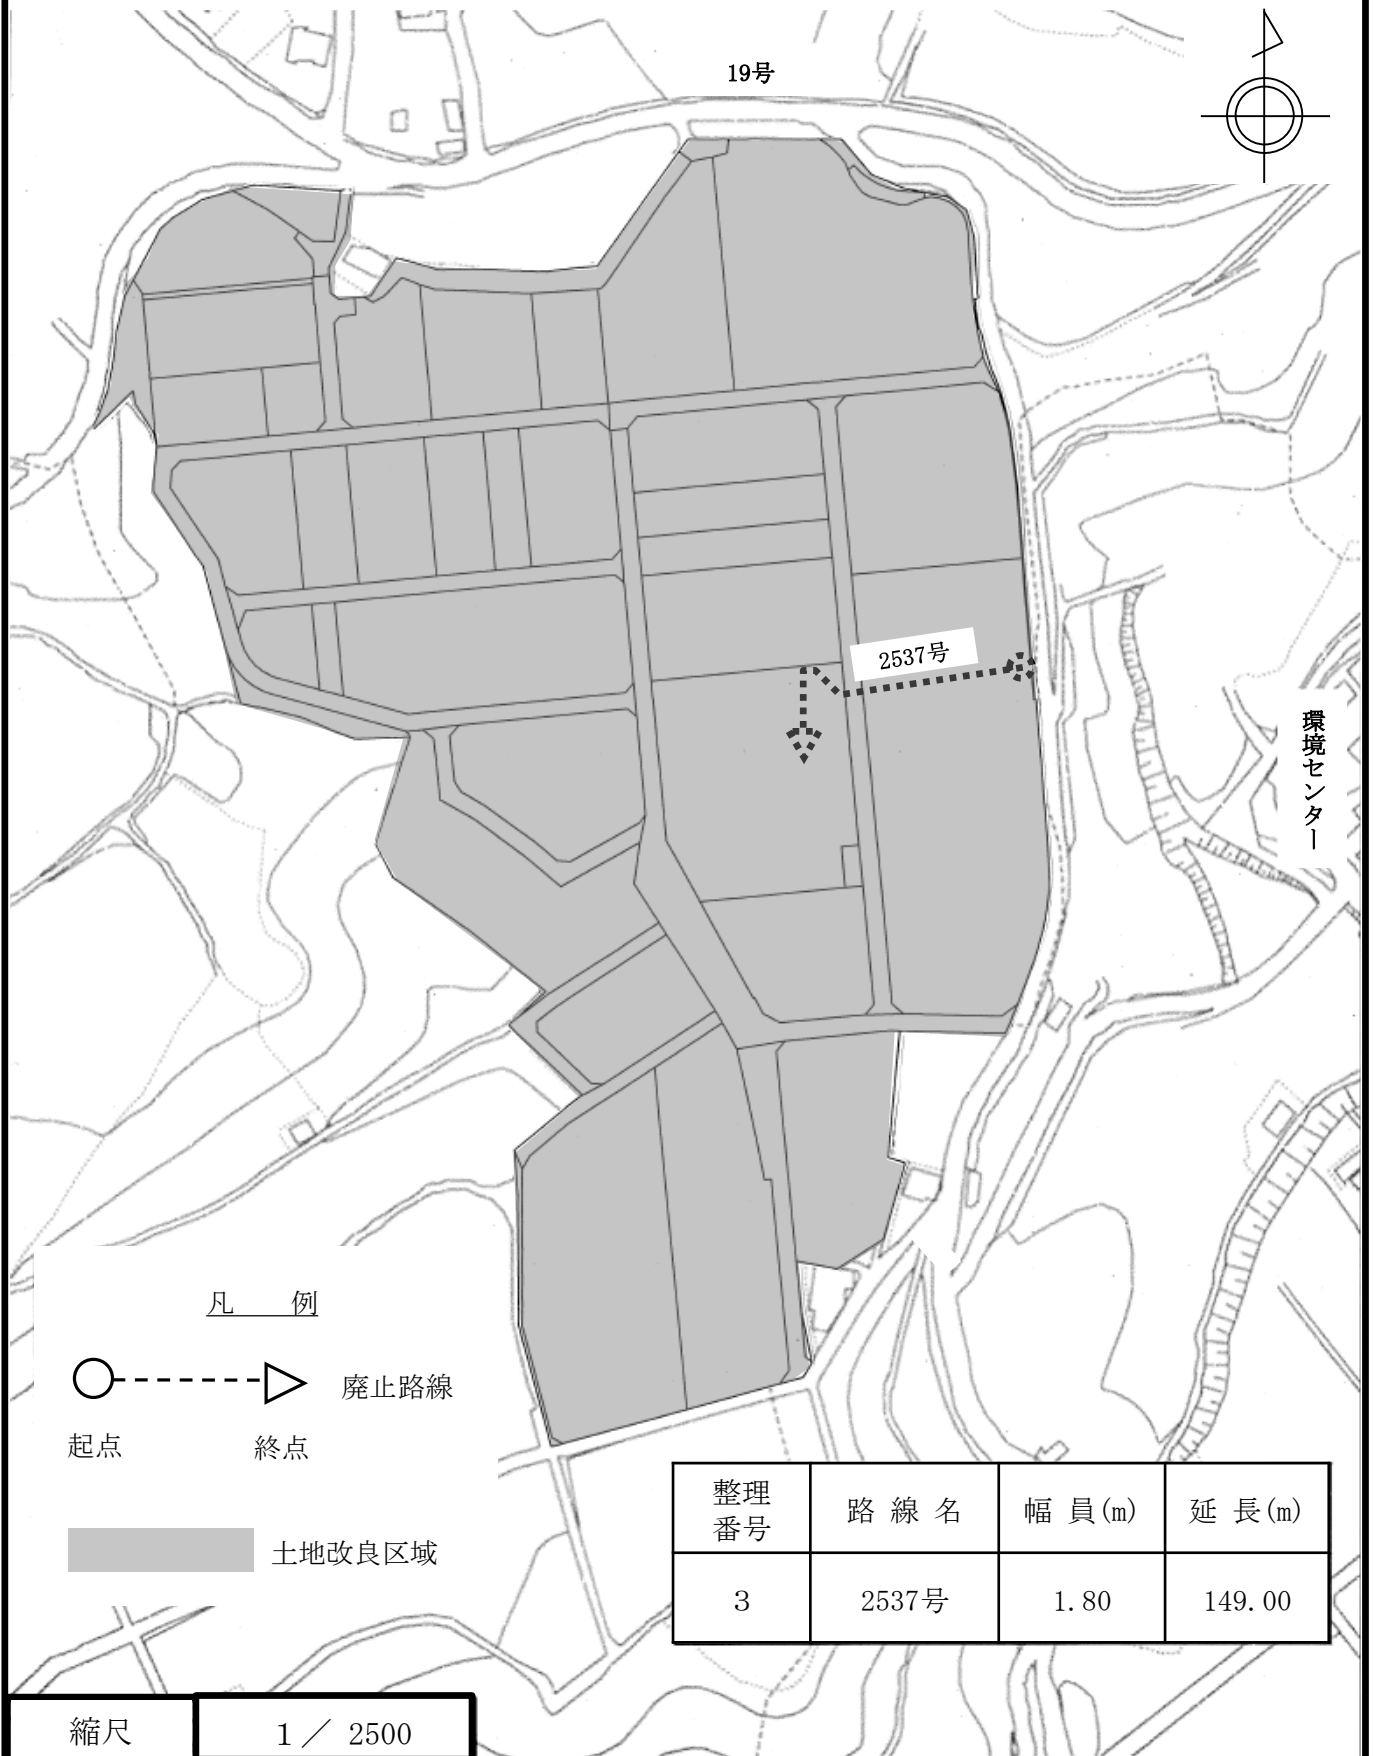 19号
2537号
環境センター
凡 例
廃止路線
起点 終点
土地改良区域
整理番号 路線名 幅員(m) 延長(m)
3 2537号 1.80 149.00
縮尺 1／2500